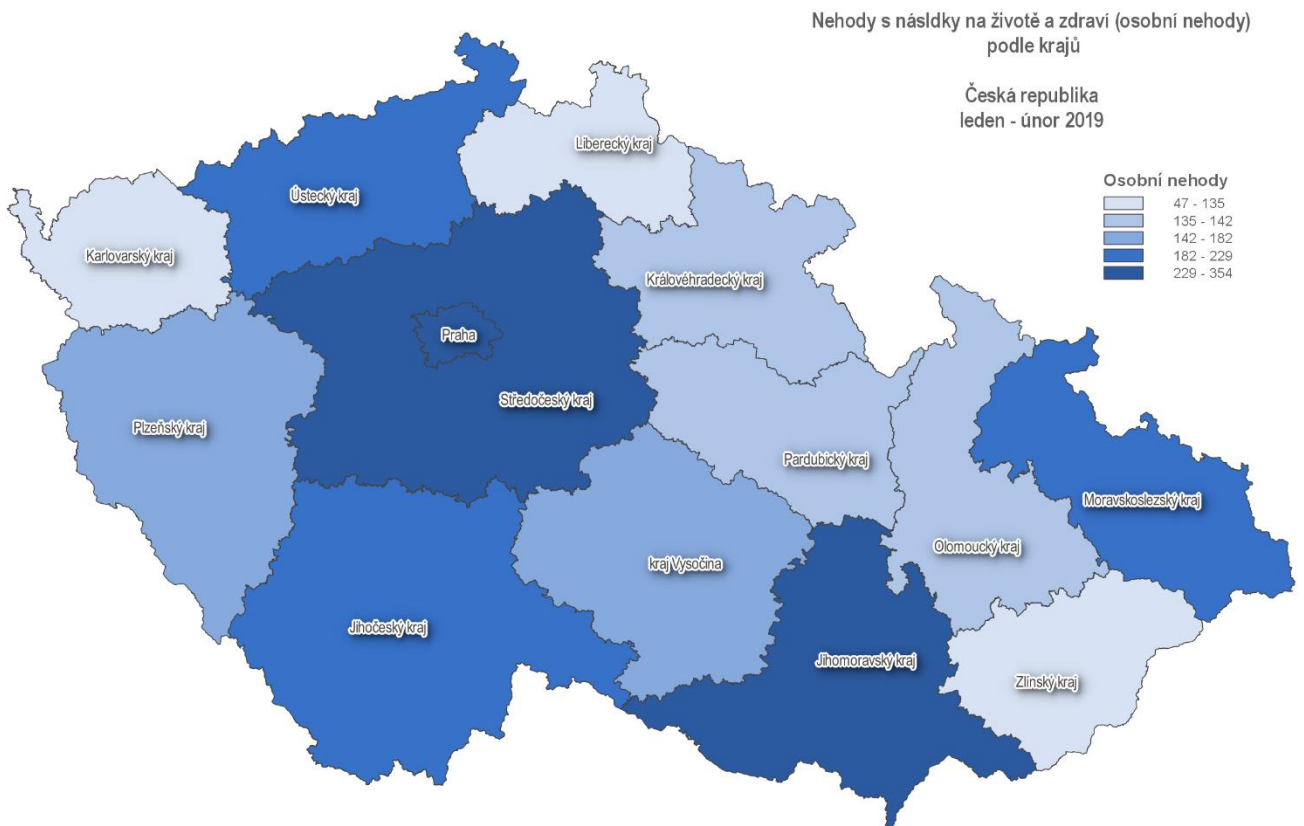 Nehody s násldky na životě a zdraví (osobní nehody)
podle krajů
Česká republika
leden - únor 2019
Osobní nehody
47 - 135
135 - 142
142 - 182
182 - 229
229 - 354
Liberecký kraj
Ústecký kraj
Karlovarský kraj
Královéhradecký kraj
Praha
Středočeský kraj
Plzeňský kraj
Pardubický kraj
Moravskoslezský kraj
Olomoucký kraj
kraj Vysočina
Jihočeský kraj
Jihomoravský kraj
Zlínský kraj